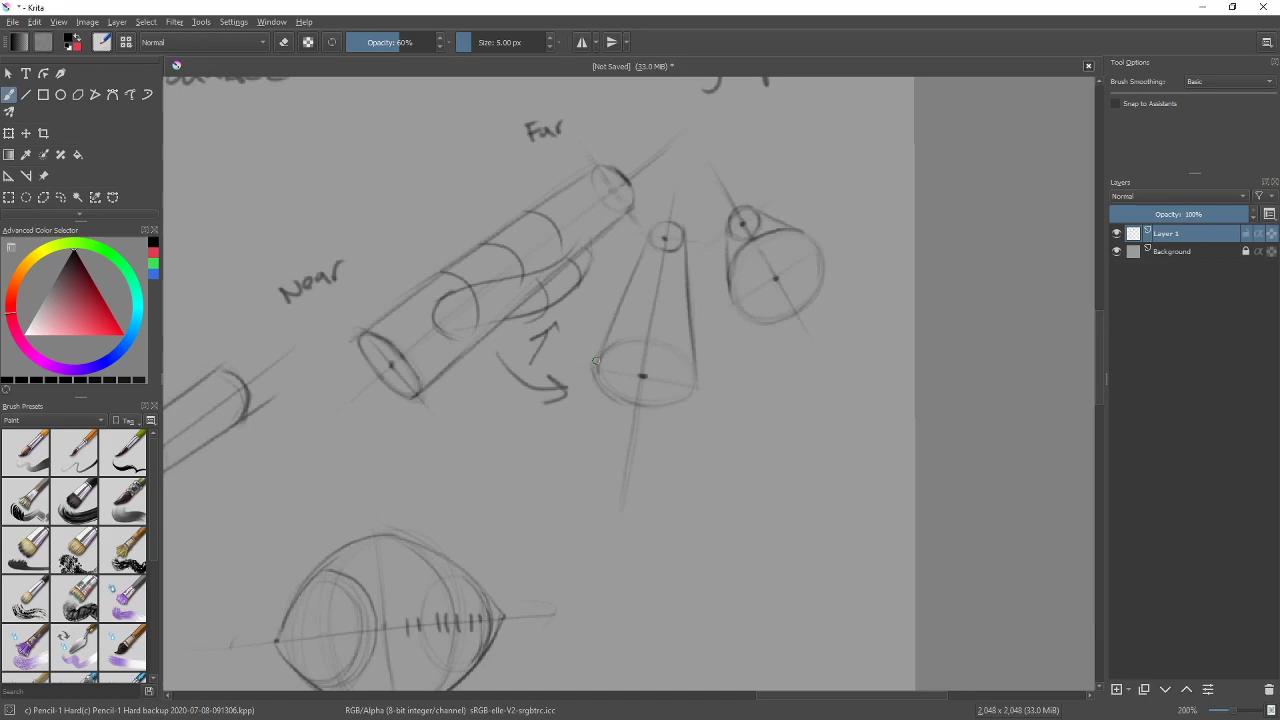 * - Krita
File Edit View Image Layer Select Filter Tools Settings Window Help
Normal Opacity: 60% Size: 5.00 px
[Not Saved] (33.0 MiB) *
Tool Options
Brush Smoothing: Basic
Snap to Assistants
Far
Layers
Normal
Opacity: 100%
Advanced Color Selector
Layer 1
Background
Near
Brush Presets
Paint Tag
Search
c) Pencil-1 Hard(c) Pencil-1 Hard backup 2020-07-08-091306.kpp) RGB/Alpha (8-bit integer/channel) sRGB-elle-V2-srgbtrc.icc 2,048 x 2,048 (33.0 MiB) 200%